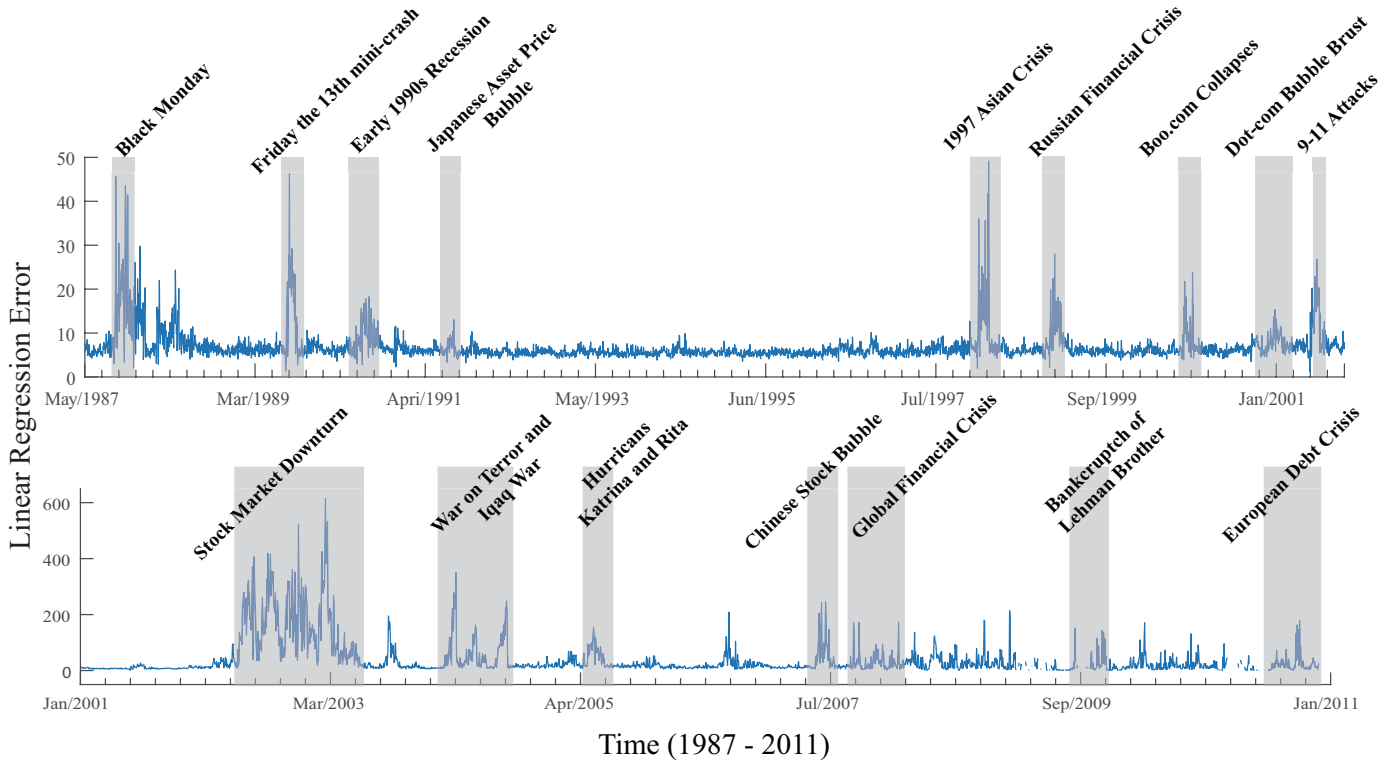 Black Monday
Friday the 13th mini-crash
Early 1990s Recession
Japanese Asset Price
Bubble
1997 Asian Crisis
Russian Financial Crisis
Boo.com Collapses
Dot-com Bubble Brust
9-11 Attacks
50
40
30
20
10
0
May/1987
Mar/1989
Apri/1991
May/1993
Jun/1995
Jul/1997
Sep/1999
Jan/2001
Linear Regression Error
Stock Market Downturn
War on Terror and
Iqaq War
Hurricans
Katrina and Rita
Chinese Stock Bubble
Global Financial Crisis
Bankcruptch of
Lehman Brother
European Debt Crisis
600
400
200
0
Jan/2001
Mar/2003
Apr/2005
Jul/2007
Sep/2009
Jan/2011
Time (1987 - 2011)